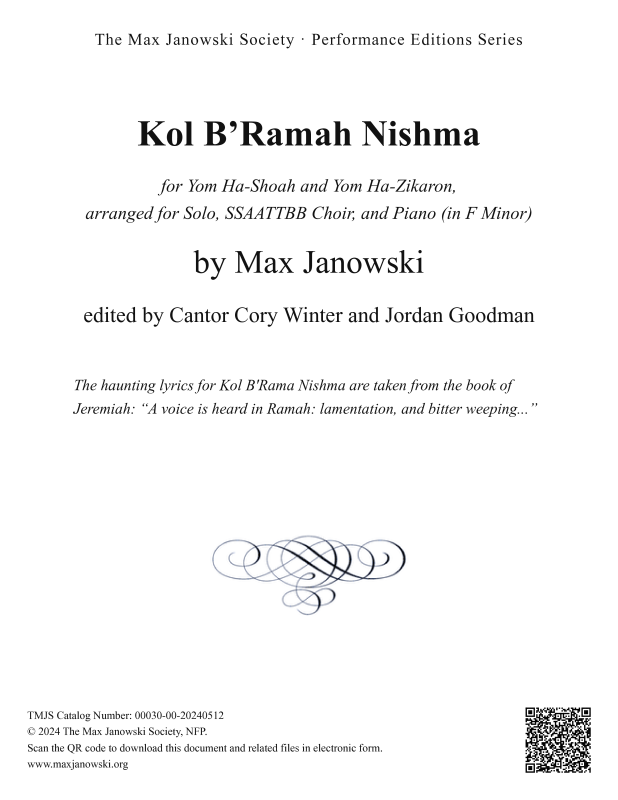 The Max Janowski Society · Performance Editions Series
Kol B’Ramah Nishma
for Yom Ha-Shoah and Yom Ha-Zikaron,
arranged for Solo, SSAATTBB Choir, and Piano (in F Minor)
by Max Janowski
edited by Cantor Cory Winter and Jordan Goodman
The haunting lyrics for Kol B'Rama Nishma are taken from the book of
Jeremiah: “A voice is heard in Ramah: lamentation, and bitter weeping...”
TMJS Catalog Number: 00030-00-20240512
© 2024 The Max Janowski Society, NFP.
Scan the QR code to download this document and related files in electronic form.
www.maxjanowski.org